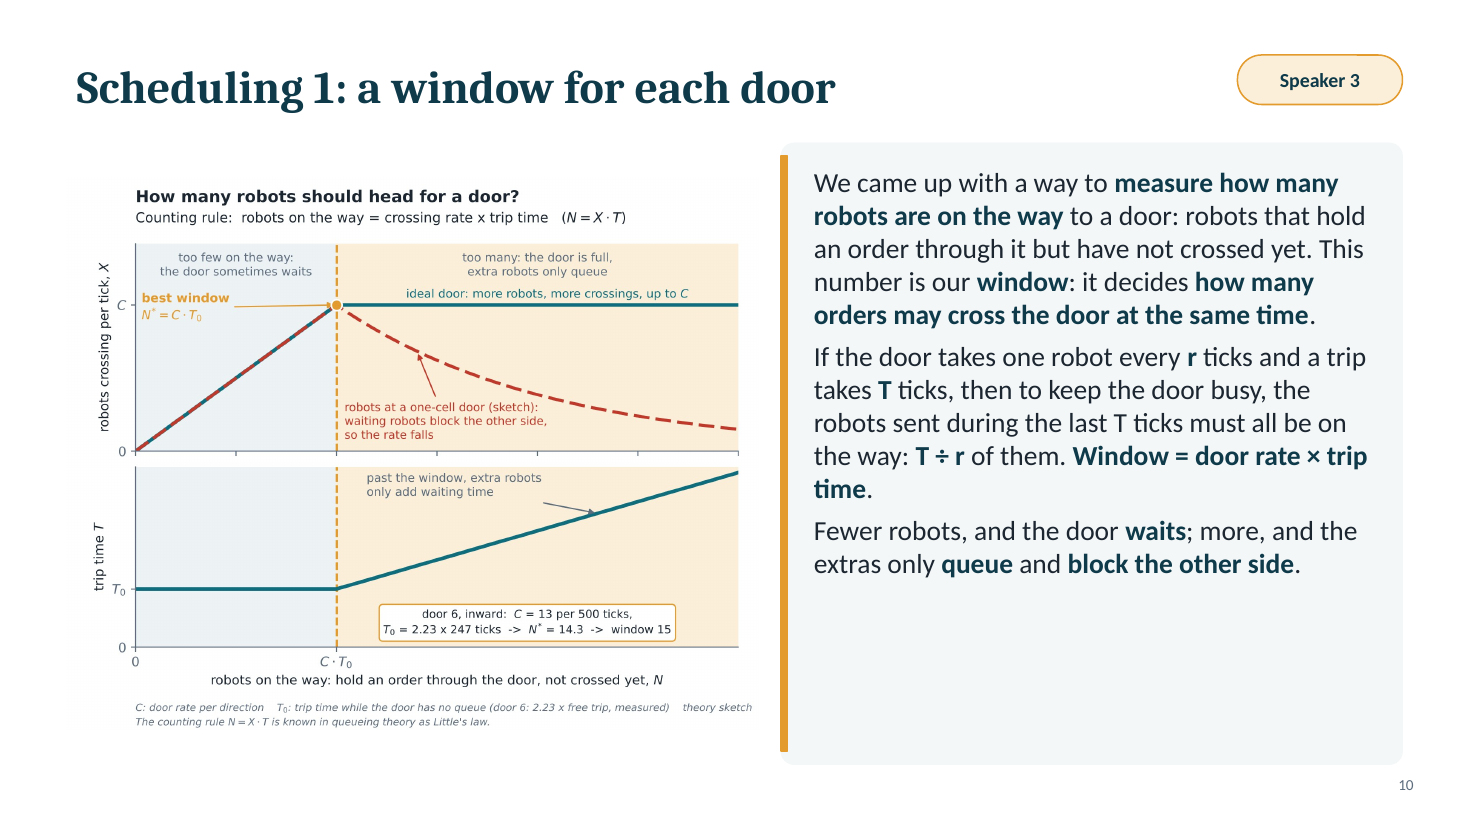 Scheduling 1: a window for each door
Speaker 3
How many robots should head for a door?
Counting rule:  robots on the way = crossing rate x trip time   (N = X · T)
too few on the way:
the door sometimes waits
too many: the door is full,
extra robots only queue
ideal door: more robots, more crossings, up to C
best window
N* = C · T₀
robots at a one-cell door (sketch):
waiting robots block the other side,
so the rate falls
robots crossing per tick, X
C
0
past the window, extra robots
only add waiting time
trip time T
T₀
0
door 6, inward:  C = 13 per 500 ticks,
T₀ = 2.23 x 247 ticks  ->  N* = 14.3  ->  window 15
0
C · T₀
robots on the way: hold an order through the door, not crossed yet, N
C: door rate per direction    T₀: trip time while the door has no queue (door 6: 2.23 x free trip, measured)    theory sketch
The counting rule N = X · T is known in queueing theory as Little's law.
We came up with a way to measure how many
robots are on the way to a door: robots that hold
an order through it but have not crossed yet. This
number is our window: it decides how many
orders may cross the door at the same time.
If the door takes one robot every r ticks and a trip
takes T ticks, then to keep the door busy, the
robots sent during the last T ticks must all be on
the way: T ÷ r of them. Window = door rate × trip
time.
Fewer robots, and the door waits; more, and the
extras only queue and block the other side.
10